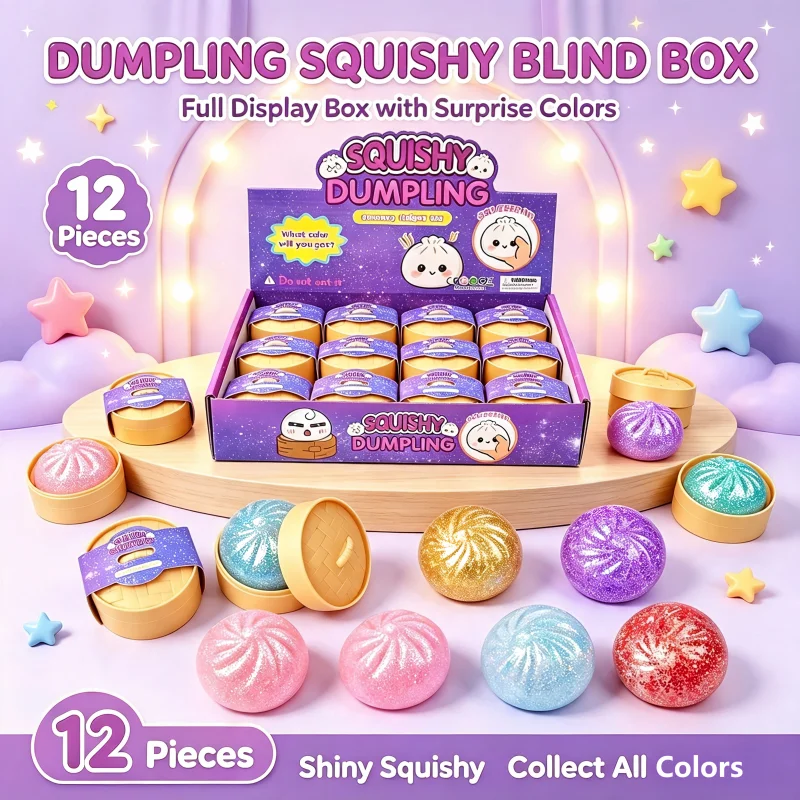 DUMPLING SQUISHY BLIND BOX
Full Display Box with Surprise Colors
12
Pieces
SQUISHY
DUMPLING
What color
will you get?
Do not eat it
SQUISHY
DUMPLING
12 Pieces
Shiny Squishy Collect All Colors